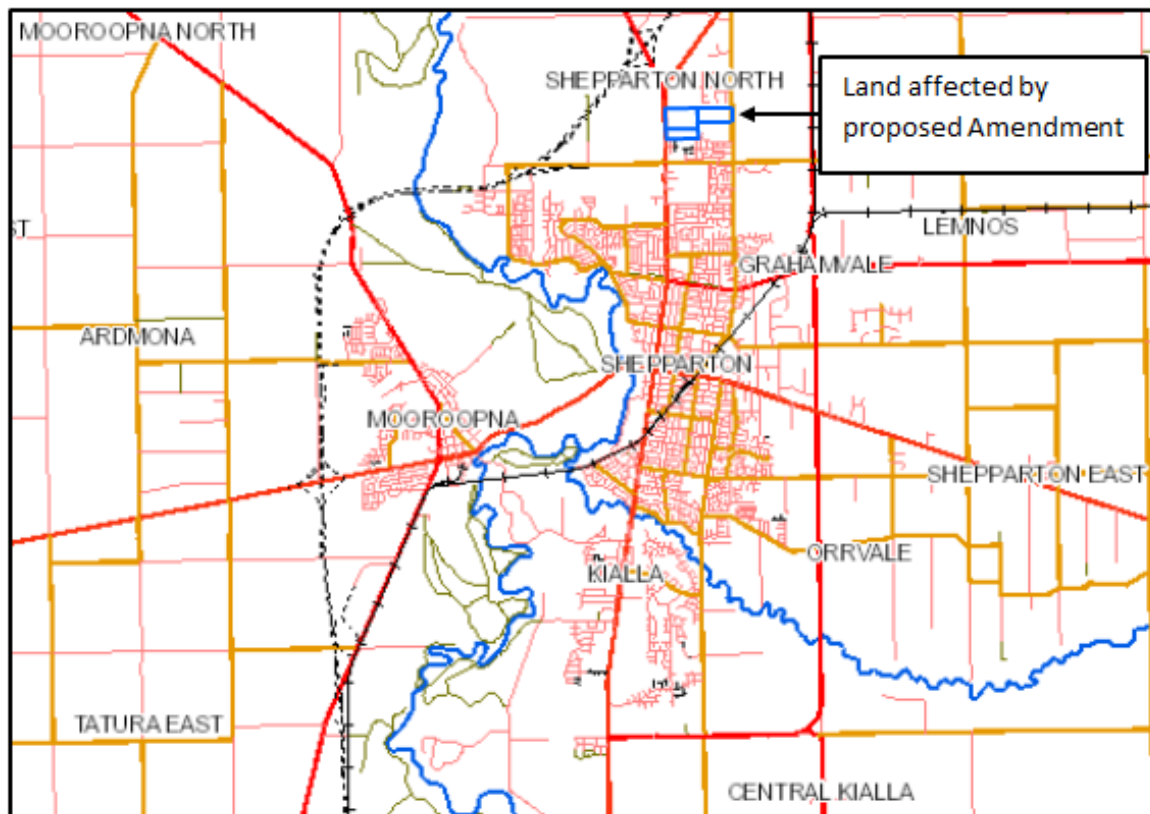 MOOROOPNA NORTH
SHEPPARTON NORTH
Land affected by
proposed Amendment
ST
LEMNOS
GRAHAMVALE
ARDMONA
SHEPPARTON
MOOROOPNA
SHEPPARTON EAST
ORRVALE
KIALLA
TATURA EAST
CENTRAL KIALLA